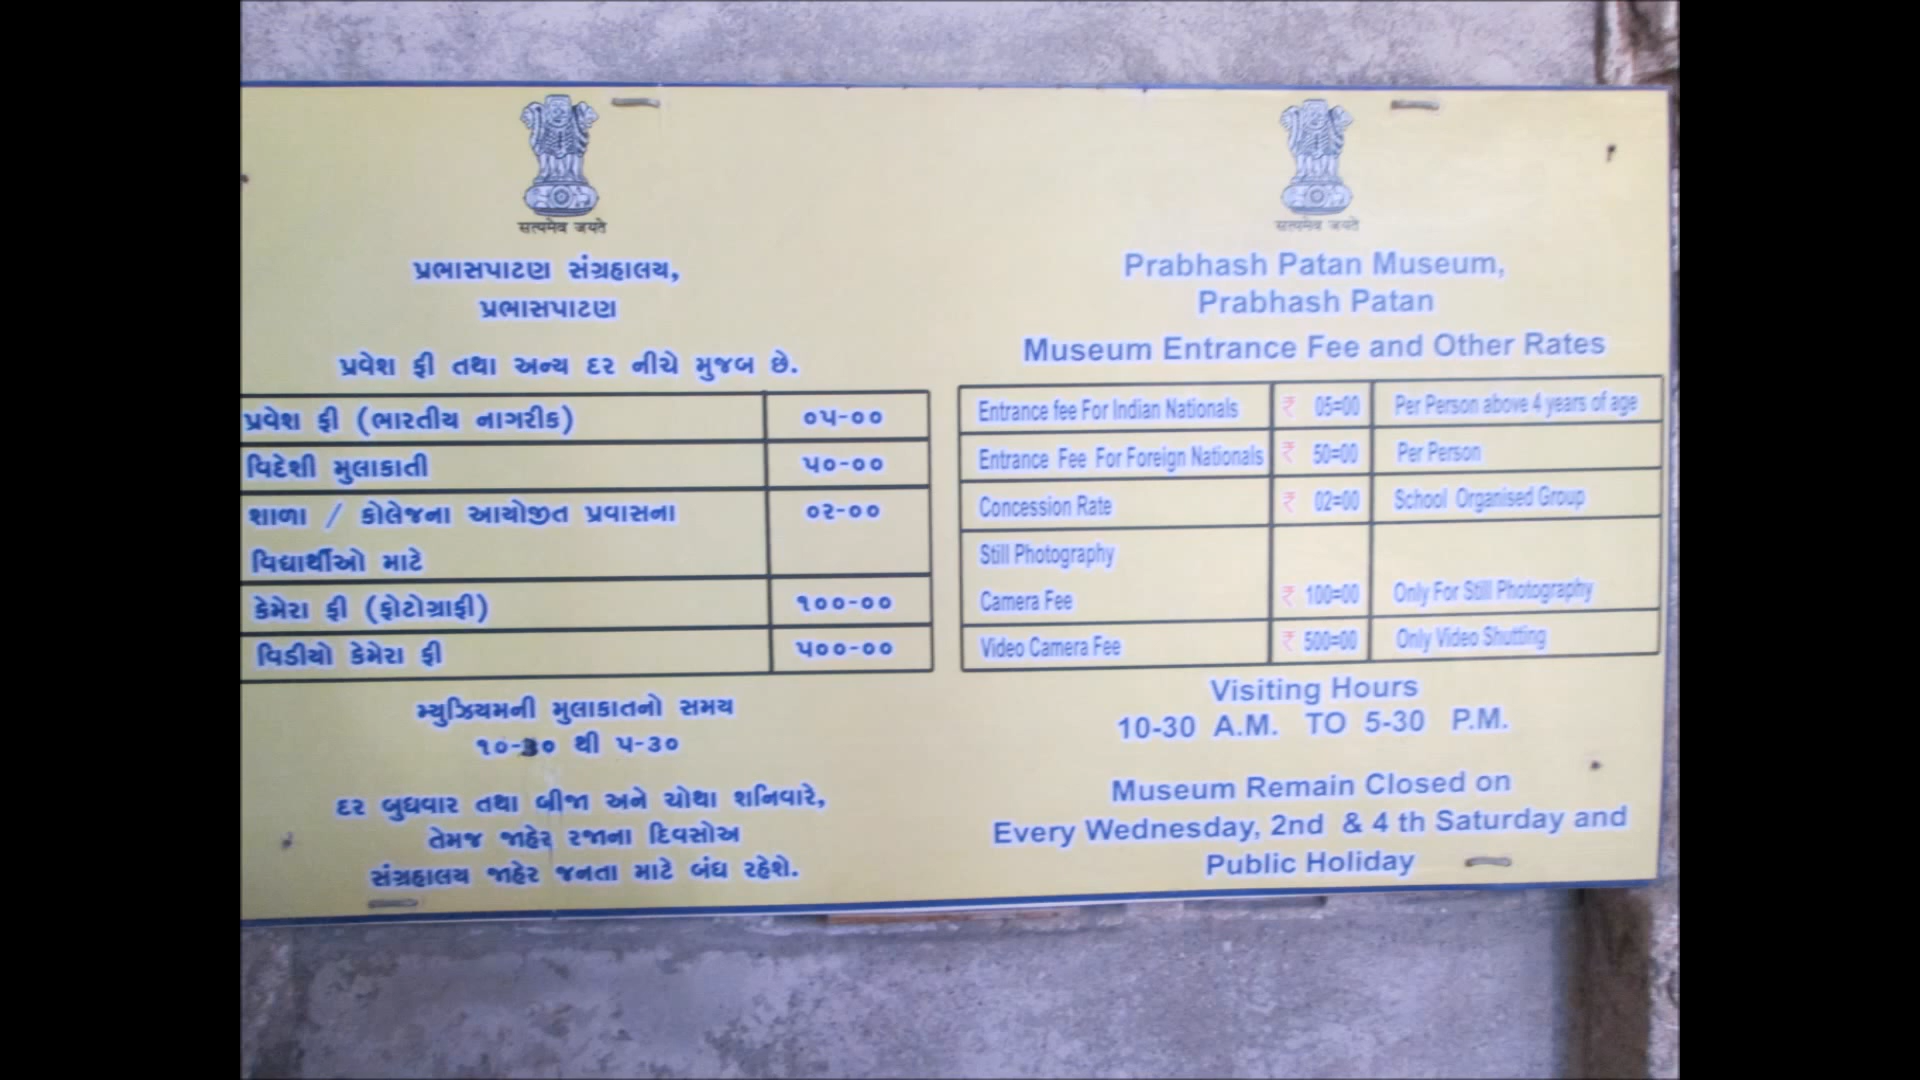 सत्यमेव जयते
પ્રભાસપાટણ સંગ્રહાલય,
પ્રભાસપાટણ
પ્રવેશ ફી તથા અન્ય દર નીચે મુજબ છે.
પ્રવેશ ફી (ભારતીય નાગરીક) ૦૫-૦૦
વિદેશી મુલાકાતી ૫૦-૦૦
શાળા / કોલેજના આયોજીત પ્રવાસના ૦૨-૦૦
વિદ્યાર્થીઓ માટે
કેમેરા ફી (ફોટોગ્રાફી) ૧૦૦-૦૦
વિડીયો કેમેરા ફી ૫૦૦-૦૦
મ્યુઝિયમની મુલાકાતનો સમય
૧૦-૩૦ થી ૫-૩૦
દર બુધવાર તથા બીજા અને ચોથા શનિવારે,
તેમજ જાહેર રજાના દિવસોએ
સંગ્રહાલય જાહેર જનતા માટે બંધ રહેશે.
सत्यमेव जयते
Prabhash Patan Museum,
Prabhash Patan
Museum Entrance Fee and Other Rates
Entrance fee For Indian Nationals ₹ 05=00 Per Person above 4 years of age
Entrance Fee For Foreign Nationals ₹ 50=00 Per Person
Concession Rate ₹ 02=00 School Organised Group
Still Photography
Camera Fee ₹ 100=00 Only For Still Photography
Video Camera Fee ₹ 500=00 Only Video Shutting
Visiting Hours
10-30 A.M. TO 5-30 P.M.
Museum Remain Closed on
Every Wednesday, 2nd & 4 th Saturday and
Public Holiday